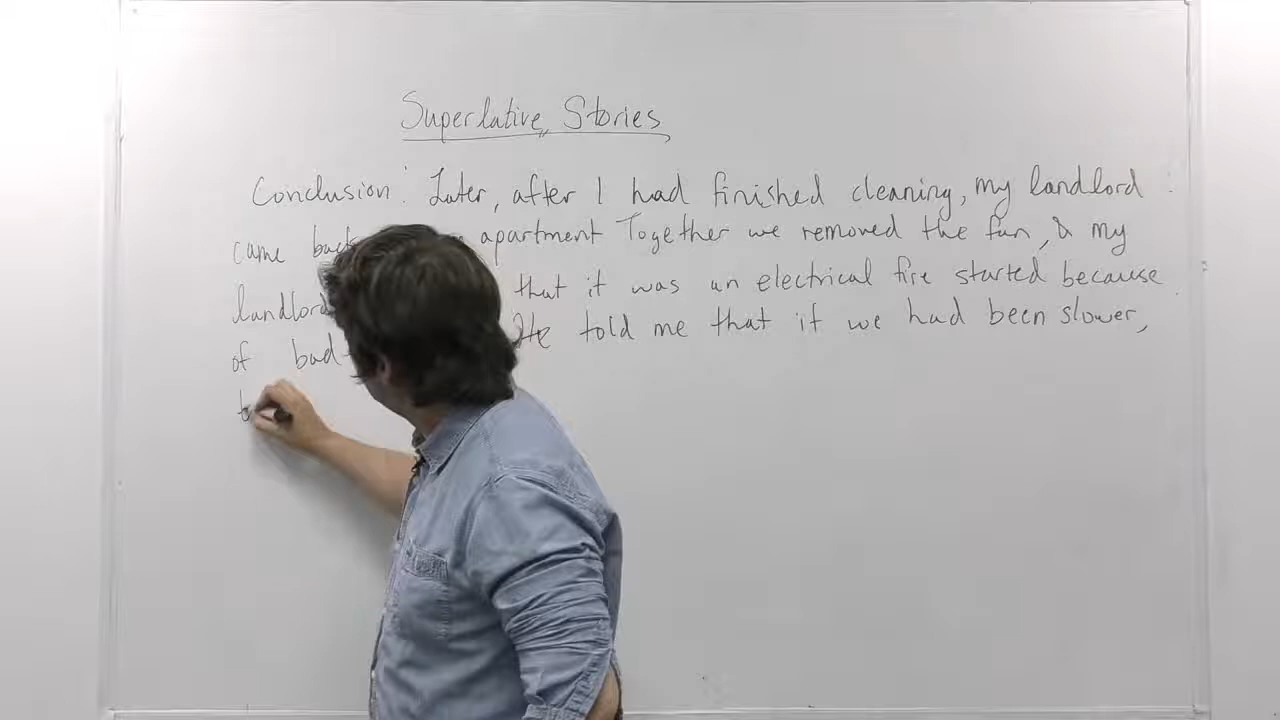 Superlative Stories
Conclusion: Later, after I had finished cleaning, my landlord
came back apartment Together we removed the fan, & my
landlord that it was an electrical fire started because
of bad He told me that if we had been slower,
t